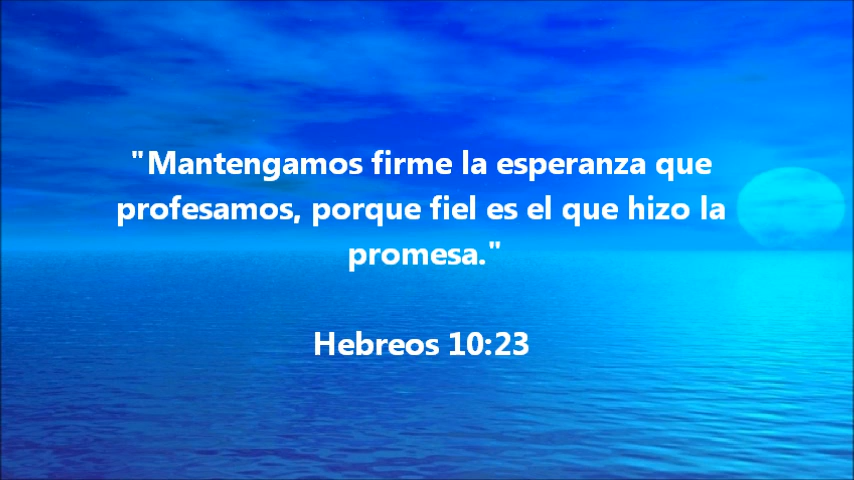 "Mantengamos firme la esperanza que
profesamos, porque fiel es el que hizo la
promesa."
Hebreos 10:23